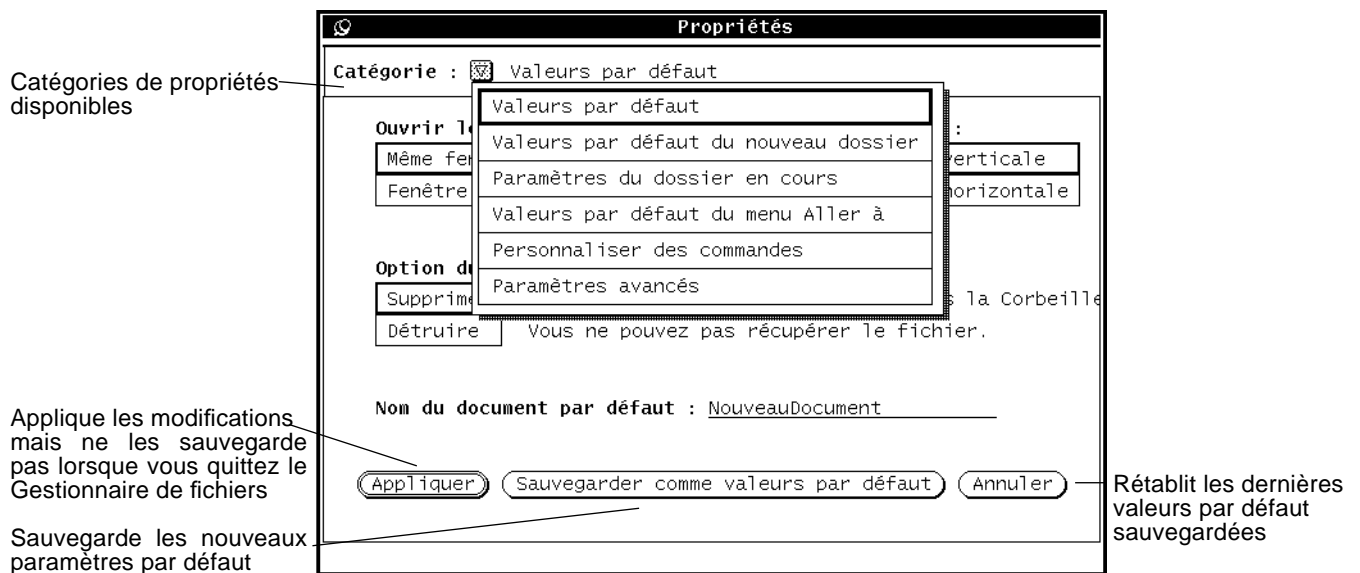 Propriétés
Catégorie : Valeurs par défaut
Catégories de propriétés
disponibles
Valeurs par défaut
Valeurs par défaut du nouveau dossier
Paramètres du dossier en cours
Valeurs par défaut du menu Aller à
Personnaliser des commandes
Paramètres avancés
Ouvrir :
Même verticale
Fenêtre horizontale
Option
la Corbeille
Détruire Vous ne pouvez pas récupérer le fichier.
Nom du document par défaut : NouveauDocument
Applique les modifications
mais ne les sauvegarde
pas lorsque vous quittez le
Gestionnaire de fichiers
Appliquer Sauvegarder comme valeurs par défaut Annuler
Rétablit les dernières
valeurs par défaut
sauvegardées
Sauvegarde les nouveaux
paramètres par défaut